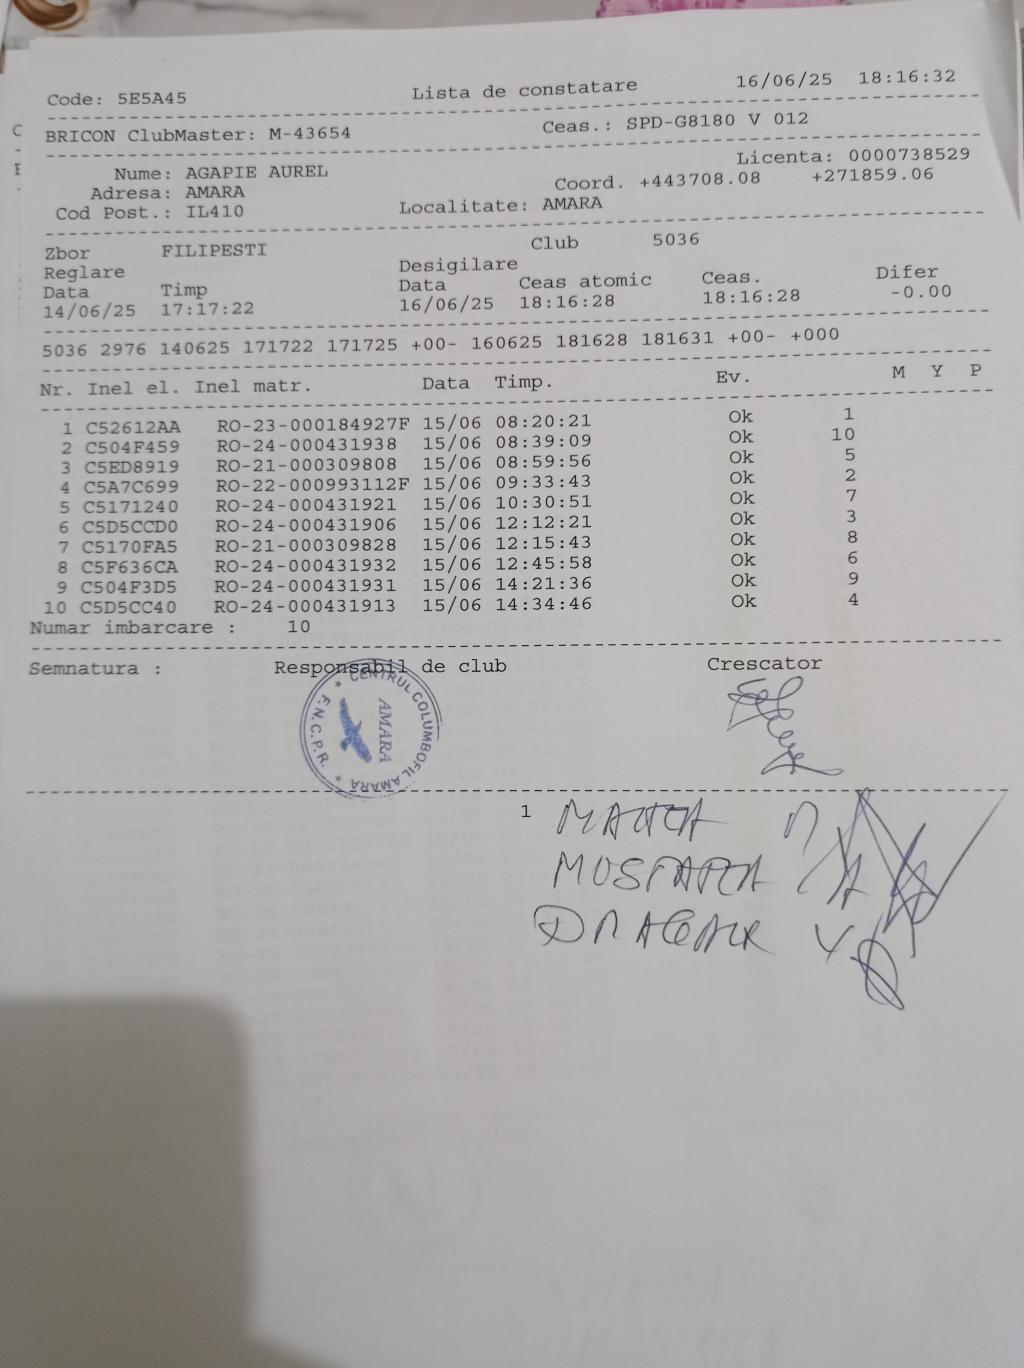 Code: 5E5A45 Lista de constatare 16/06/25 18:16:32
BRICON ClubMaster: M-43654 Ceas.: SPD-G8180 V 012
Nume: AGAPIE AUREL Licenta: 0000738529
Adresa: AMARA Coord. +443708.08 +271859.06
Cod Post.: IL410 Localitate: AMARA
Zbor FILIPESTI Club 5036
Reglare Desigilare
Data Timp Data Ceas atomic Ceas. Difer
14/06/25 17:17:22 16/06/25 18:16:28 18:16:28 -0.00
5036 2976 140625 171722 171725 +00- 160625 181628 181631 +00- +000
Nr. Inel el. Inel matr. Data Timp. Ev. M Y P
1 C52612AA RO-23-000184927F 15/06 08:20:21 Ok 1
2 C504F459 RO-24-000431938 15/06 08:39:09 Ok 10
3 C5ED8919 RO-21-000309808 15/06 08:59:56 Ok 5
4 C5A7C699 RO-22-000993112F 15/06 09:33:43 Ok 2
5 C5171240 RO-24-000431921 15/06 10:30:51 Ok 7
6 C5D5CCD0 RO-24-000431906 15/06 12:12:21 Ok 3
7 C5170FA5 RO-21-000309828 15/06 12:15:43 Ok 8
8 C5F636CA RO-24-000431932 15/06 12:45:58 Ok 6
9 C504F3D5 RO-24-000431931 15/06 14:21:36 Ok 9
10 C5D5CC40 RO-24-000431913 15/06 14:34:46 Ok 4
Numar imbarcare : 10
Semnatura : Responsabil de club Crescator
* CENTRUL COLUMBOFIL AMARA * F.N.C.P.R.
AMARA
1